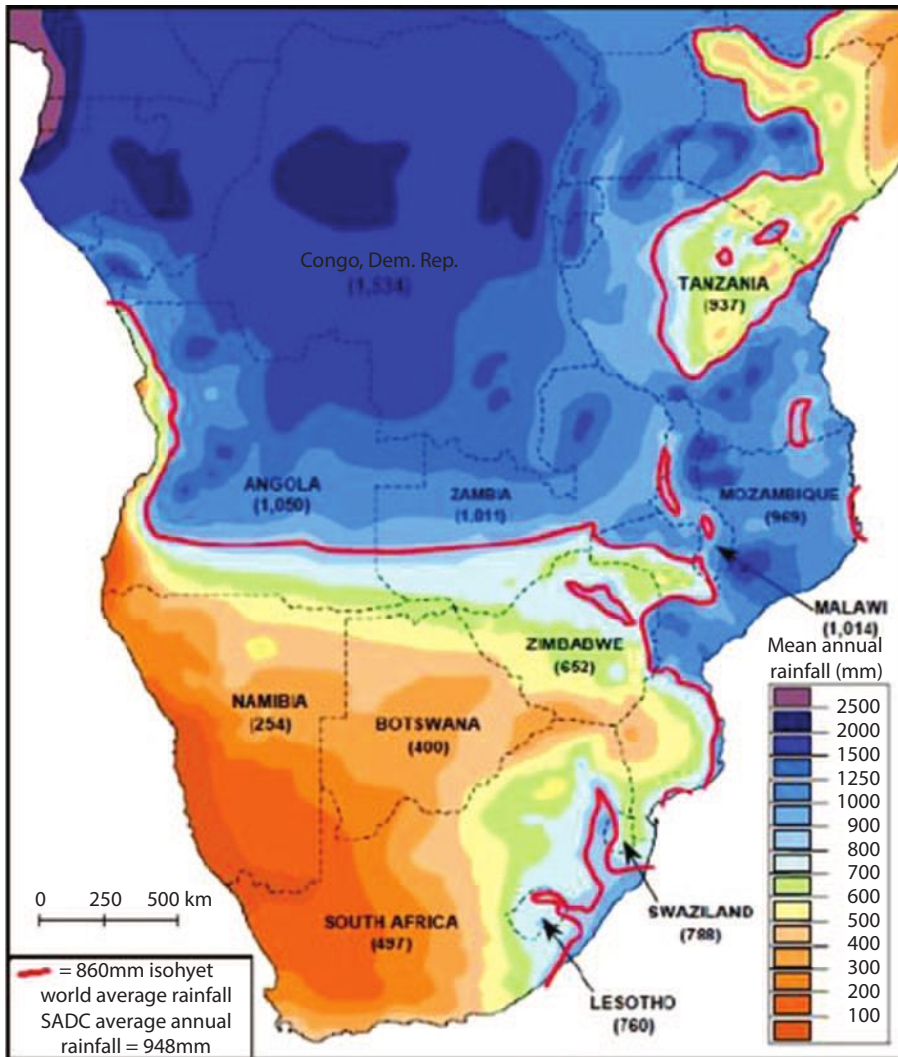 Congo, Dem. Rep.
(1,534)
TANZANIA
(937)
ANGOLA
(1,050)
ZAMBIA
(1,011)
MOZAMBIQUE
(969)
MALAWI
(1,014)
ZIMBABWE
(652)
NAMIBIA
(254)
BOTSWANA
(400)
SOUTH AFRICA
(497)
SWAZILAND
(788)
LESOTHO
(760)
Mean annual
rainfall (mm)
2500
2000
1500
1250
1000
900
800
700
600
500
400
300
200
100
0 250 500 km
= 860mm isohyet
world average rainfall
SADC average annual
rainfall = 948mm